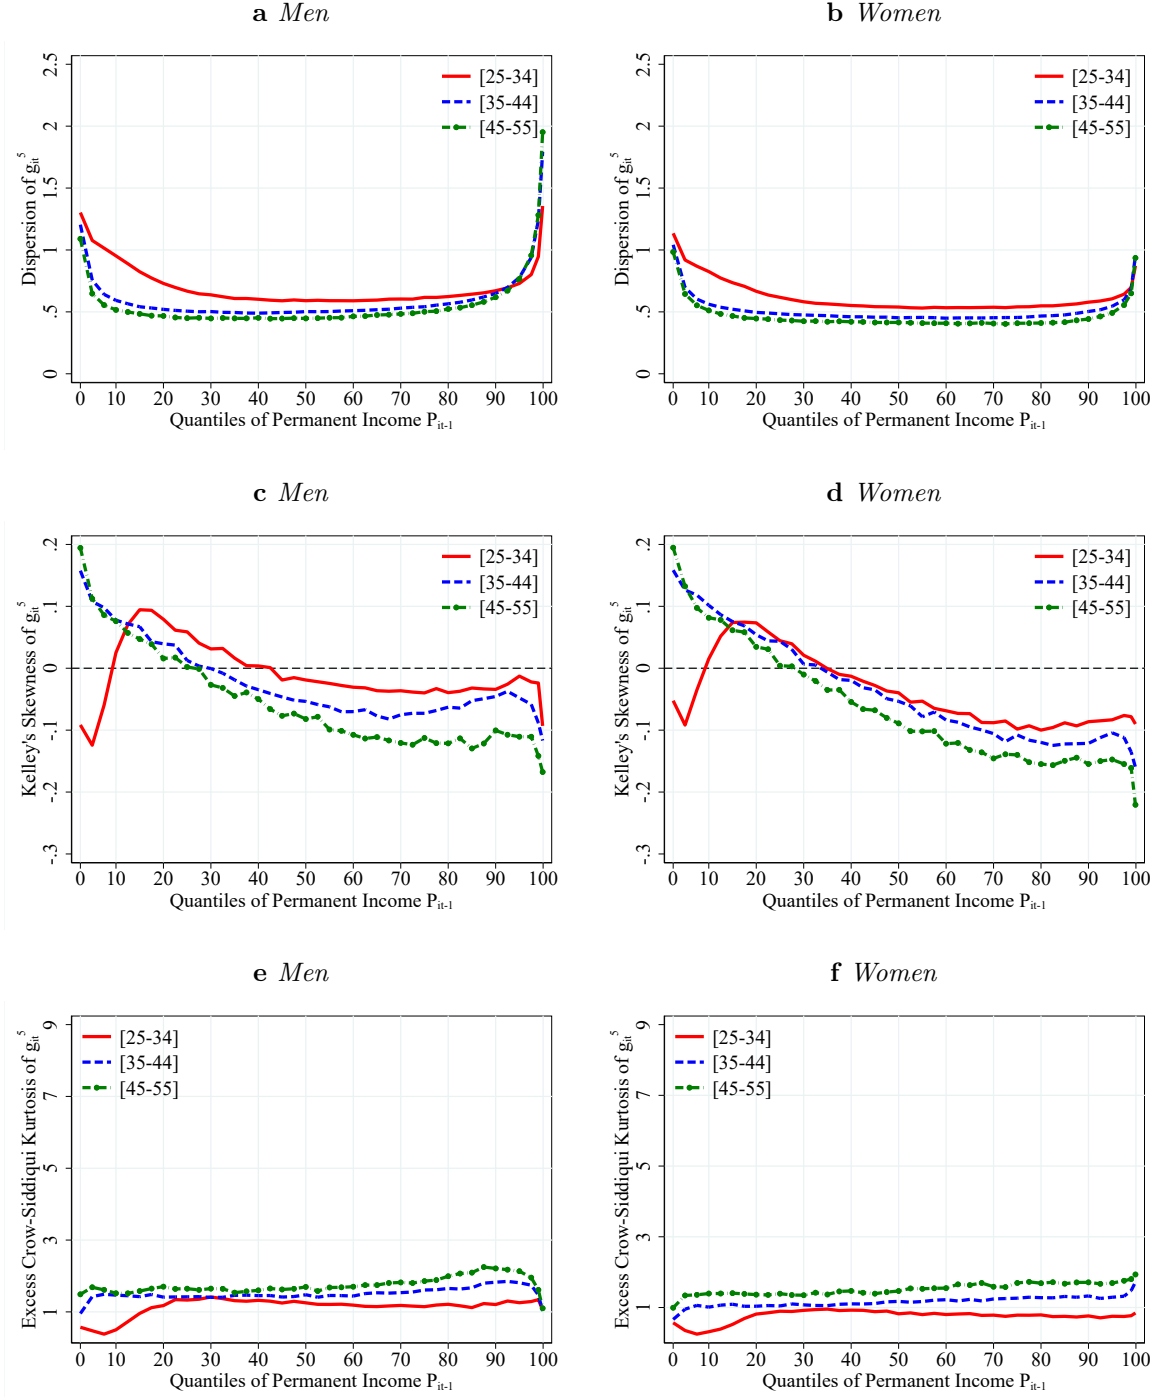 a Men
b Women
Dispersion of g_it^5
2.5
2
1.5
1
.5
0
[25-34]
[35-44]
[45-55]
0 10 20 30 40 50 60 70 80 90 100
Quantiles of Permanent Income P_it-1
Dispersion of g_it^5
2.5
2
1.5
1
.5
0
[25-34]
[35-44]
[45-55]
0 10 20 30 40 50 60 70 80 90 100
Quantiles of Permanent Income P_it-1
c Men
d Women
Kelley's Skewness of g_it^5
.2
.1
0
-.1
-.2
-.3
[25-34]
[35-44]
[45-55]
0 10 20 30 40 50 60 70 80 90 100
Quantiles of Permanent Income P_it-1
Kelley's Skewness of g_it^5
.2
.1
0
-.1
-.2
-.3
[25-34]
[35-44]
[45-55]
0 10 20 30 40 50 60 70 80 90 100
Quantiles of Permanent Income P_it-1
e Men
f Women
Excess Crow-Siddiqui Kurtosis of g_it^5
9
7
5
3
1
[25-34]
[35-44]
[45-55]
0 10 20 30 40 50 60 70 80 90 100
Quantiles of Permanent Income P_it-1
Excess Crow-Siddiqui Kurtosis of g_it^5
9
7
5
3
1
[25-34]
[35-44]
[45-55]
0 10 20 30 40 50 60 70 80 90 100
Quantiles of Permanent Income P_it-1